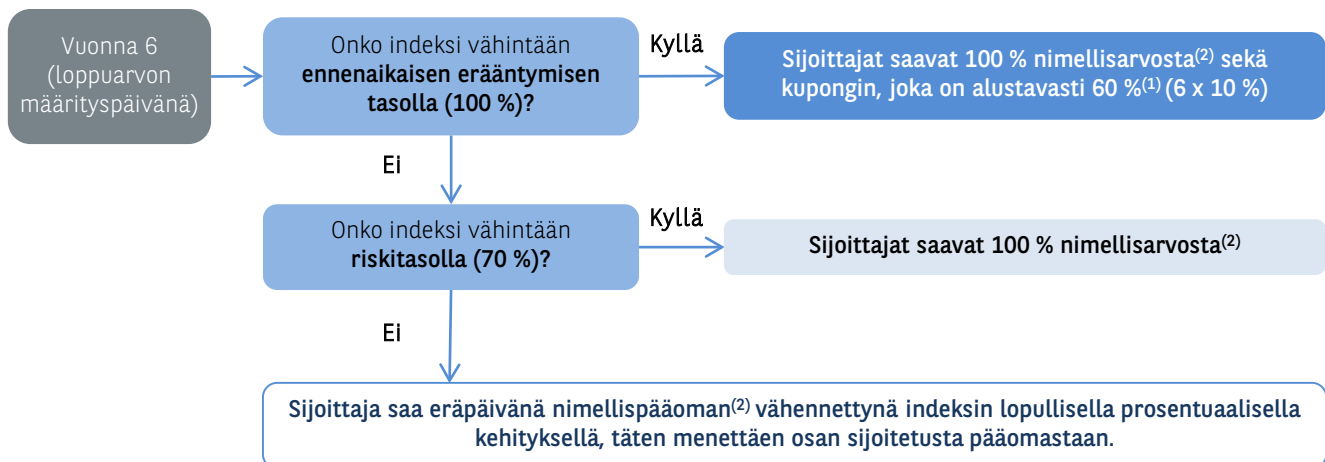 Vuonna 6
(loppuarvon
määrityspäivänä)
Onko indeksi vähintään
ennenaikaisen erääntymisen
tasolla (100 %)?
Kyllä
Sijoittajat saavat 100 % nimellisarvosta(2) sekä
kupongin, joka on alustavasti 60 %(1) (6 x 10 %)
Ei
Onko indeksi vähintään
riskitasolla (70 %)?
Kyllä
Sijoittajat saavat 100 % nimellisarvosta(2)
Ei
Sijoittaja saa eräpäivänä nimellispääoman(2) vähennettynä indeksin lopullisella prosentuaalisella
kehityksellä, täten menettäen osan sijoitetusta pääomastaan.